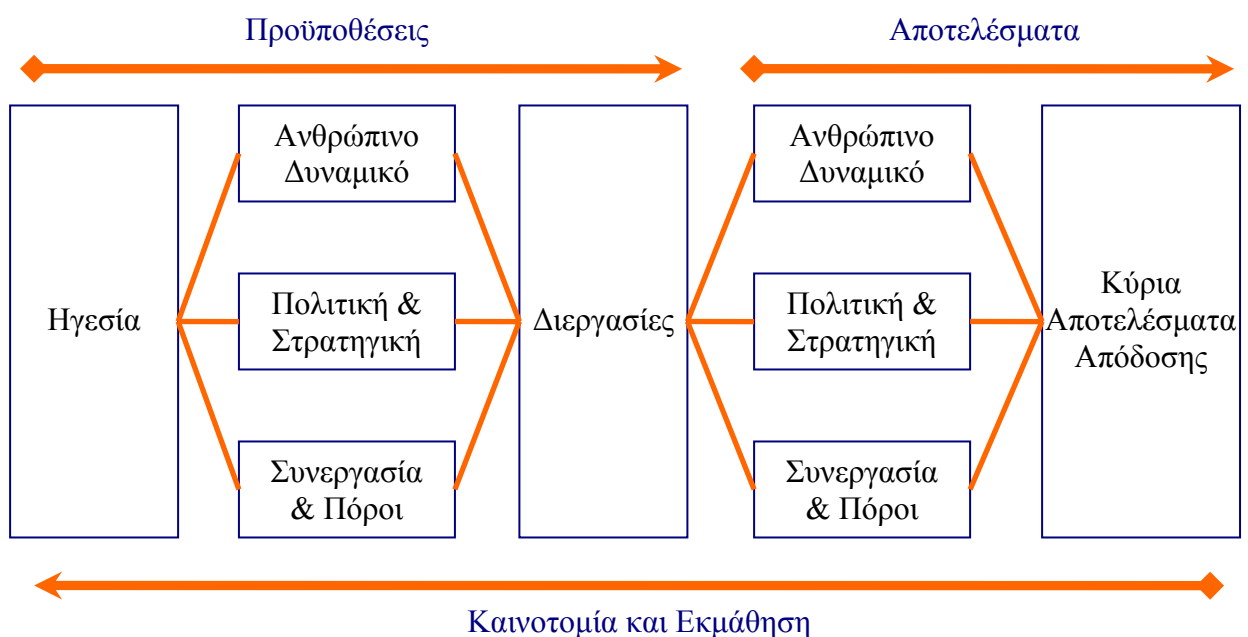 Προϋποθέσεις
Αποτελέσματα
Ηγεσία
Ανθρώπινο
Δυναμικό
Πολιτική &
Στρατηγική
Συνεργασία
& Πόροι
Διεργασίες
Ανθρώπινο
Δυναμικό
Πολιτική &
Στρατηγική
Συνεργασία
& Πόροι
Κύρια
Αποτελέσματα
Απόδοσης
Καινοτομία και Εκμάθηση